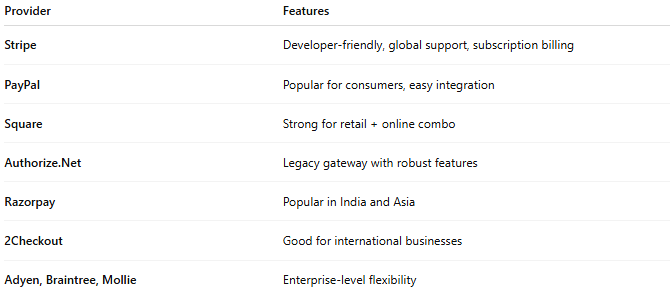 Provider Features
Stripe Developer-friendly, global support, subscription billing
PayPal Popular for consumers, easy integration
Square Strong for retail + online combo
Authorize.Net Legacy gateway with robust features
Razorpay Popular in India and Asia
2Checkout Good for international businesses
Adyen, Braintree, Mollie Enterprise-level flexibility